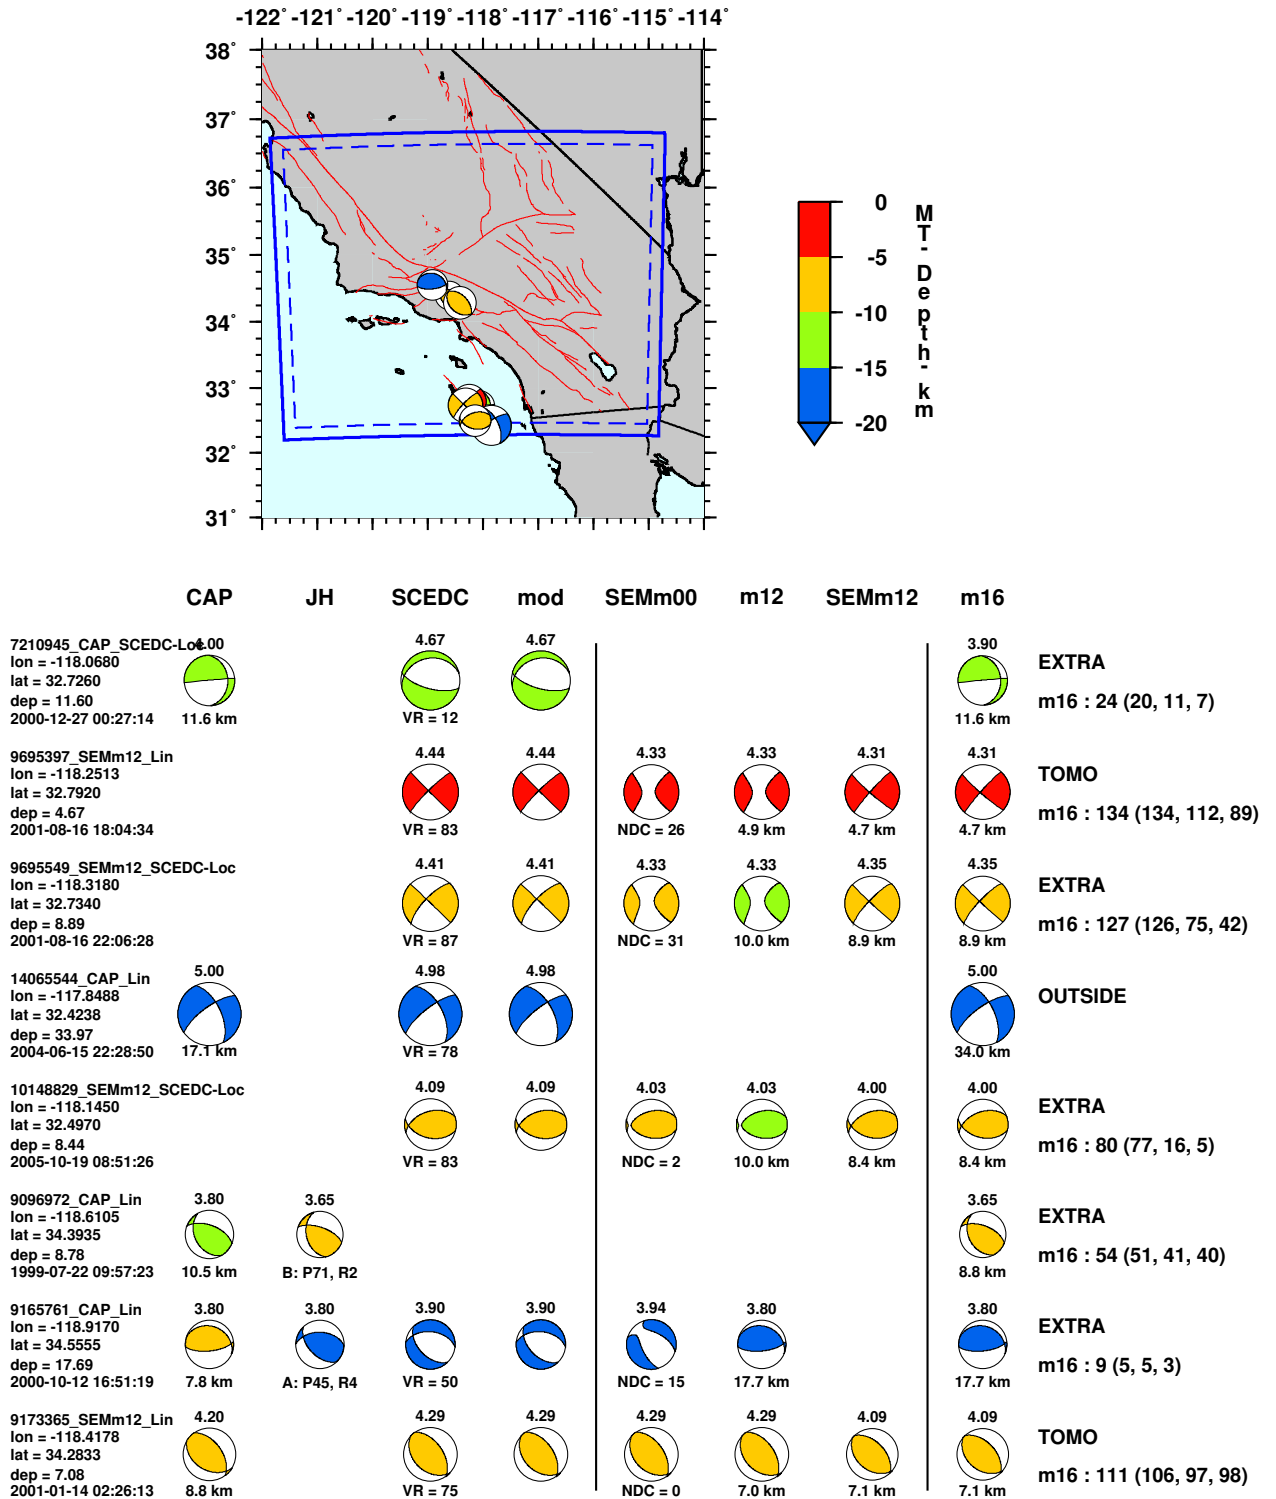 -122° -121° -120° -119° -118° -117° -116° -115° -114°
38°
37°
36°
35°
34°
33°
32°
31°
0
-5
-10
-15
-20
MT-Depth-km
CAP JH SCEDC mod SEMm00 m12 SEMm12 m16
7210945_CAP_SCEDC-Loc
lon = -118.0680
lat = 32.7260
dep = 11.60
2000-12-27 00:27:14
4.00
11.6 km
4.67
VR = 12
4.67
3.90
11.6 km
EXTRA
m16 : 24 (20, 11, 7)
9695397_SEMm12_Lin
lon = -118.2513
lat = 32.7920
dep = 4.67
2001-08-16 18:04:34
4.44
VR = 83
4.44
4.33
NDC = 26
4.33
4.9 km
4.31
4.7 km
4.31
4.7 km
TOMO
m16 : 134 (134, 112, 89)
9695549_SEMm12_SCEDC-Loc
lon = -118.3180
lat = 32.7340
dep = 8.89
2001-08-16 22:06:28
4.41
VR = 87
4.41
4.33
NDC = 31
4.33
10.0 km
4.35
8.9 km
4.35
8.9 km
EXTRA
m16 : 127 (126, 75, 42)
14065544_CAP_Lin
lon = -117.8488
lat = 32.4238
dep = 33.97
2004-06-15 22:28:50
5.00
17.1 km
4.98
VR = 78
4.98
5.00
34.0 km
OUTSIDE
10148829_SEMm12_SCEDC-Loc
lon = -118.1450
lat = 32.4970
dep = 8.44
2005-10-19 08:51:26
4.09
VR = 83
4.09
4.03
NDC = 2
4.03
10.0 km
4.00
8.4 km
4.00
8.4 km
EXTRA
m16 : 80 (77, 16, 5)
9096972_CAP_Lin
lon = -118.6105
lat = 34.3935
dep = 8.78
1999-07-22 09:57:23
3.80
10.5 km
3.65
B: P71, R2
3.65
8.8 km
EXTRA
m16 : 54 (51, 41, 40)
9165761_CAP_Lin
lon = -118.9170
lat = 34.5555
dep = 17.69
2000-10-12 16:51:19
3.80
7.8 km
3.80
A: P45, R4
3.90
VR = 50
3.90
3.94
NDC = 15
3.80
17.7 km
3.80
17.7 km
EXTRA
m16 : 9 (5, 5, 3)
9173365_SEMm12_Lin
lon = -118.4178
lat = 34.2833
dep = 7.08
2001-01-14 02:26:13
4.20
8.8 km
4.29
VR = 75
4.29
4.29
NDC = 0
4.29
7.0 km
4.09
7.1 km
4.09
7.1 km
TOMO
m16 : 111 (106, 97, 98)